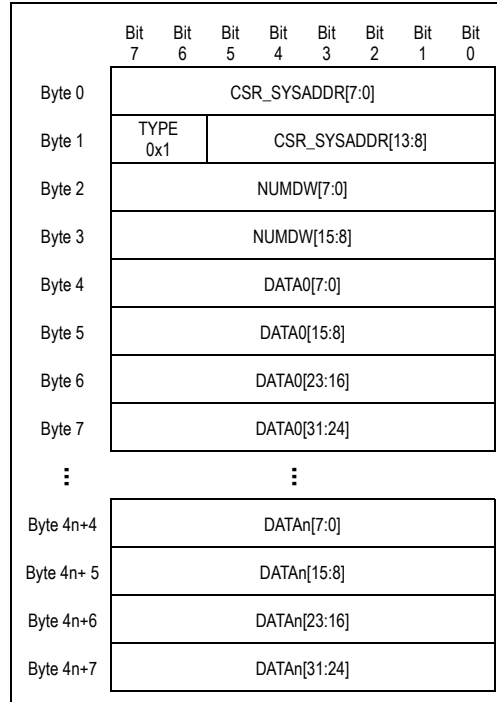 Bit Bit Bit Bit Bit Bit Bit Bit
7 6 5 4 3 2 1 0
Byte 0 CSR_SYSADDR[7:0]
Byte 1 TYPE 0x1 CSR_SYSADDR[13:8]
Byte 2 NUMDW[7:0]
Byte 3 NUMDW[15:8]
Byte 4 DATA0[7:0]
Byte 5 DATA0[15:8]
Byte 6 DATA0[23:16]
Byte 7 DATA0[31:24]
⋮ ⋮
Byte 4n+4 DATAn[7:0]
Byte 4n+ 5 DATAn[15:8]
Byte 4n+6 DATAn[23:16]
Byte 4n+7 DATAn[31:24]